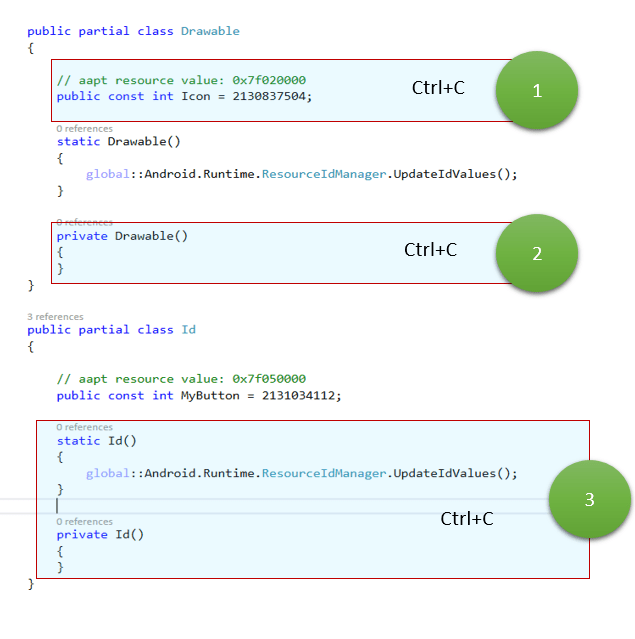 public partial class Drawable
{
// aapt resource value: 0x7f020000
public const int Icon = 2130837504;
Ctrl+C
1
0 references
static Drawable()
{
global::Android.Runtime.ResourceIdManager.UpdateIdValues();
}
0 references
private Drawable()
{
}
Ctrl+C
2
}
3 references
public partial class Id
{
// aapt resource value: 0x7f050000
public const int MyButton = 2131034112;
0 references
static Id()
{
global::Android.Runtime.ResourceIdManager.UpdateIdValues();
}
0 references
private Id()
{
}
Ctrl+C
3
}